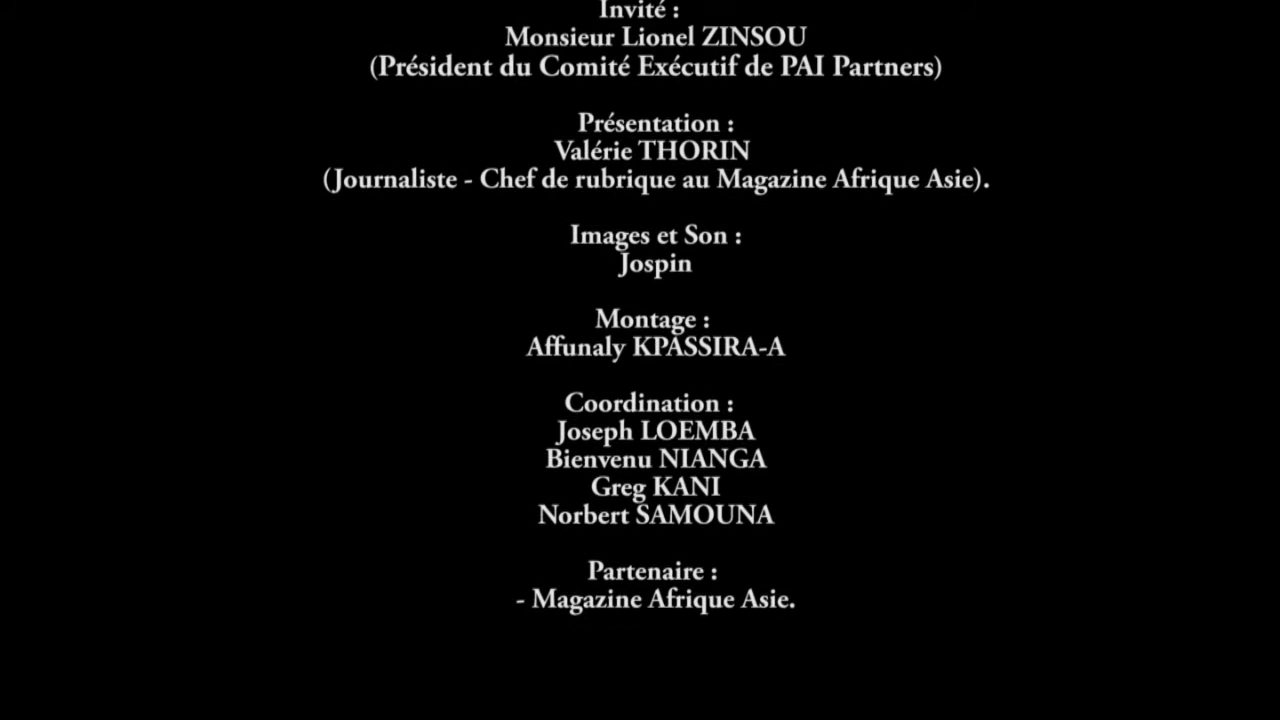 Invité :
Monsieur Lionel ZINSOU
(Président du Comité Exécutif de PAI Partners)
Présentation :
Valérie THORIN
(Journaliste - Chef de rubrique au Magazine Afrique Asie).
Images et Son :
Jospin
Montage :
Affunaly KPASSIRA-A
Coordination :
Joseph LOEMBA
Bienvenu NIANGA
Greg KANI
Norbert SAMOUNA
Partenaire :
- Magazine Afrique Asie.